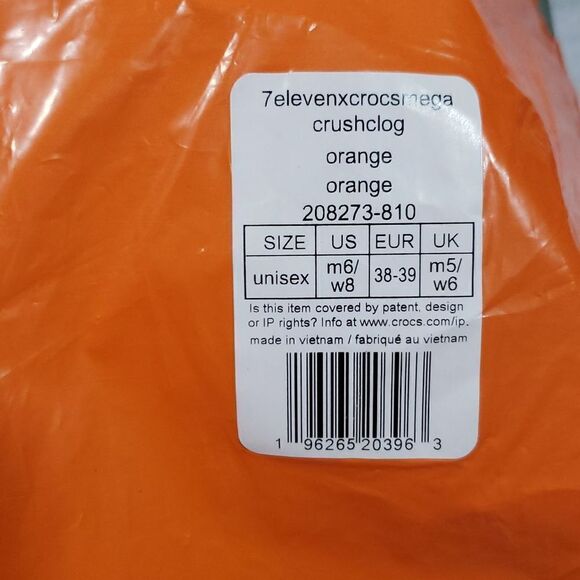 7elevenxcrocsmega
crushclog
orange
orange
208273-810
SIZE US EUR UK
unisex m6/ w8 38-39 m5/ w6
Is this item covered by patent, design
or IP rights? Info at www.crocs.com/ip.
made in vietnam / fabriqué au vietnam
1 96265 20396 3